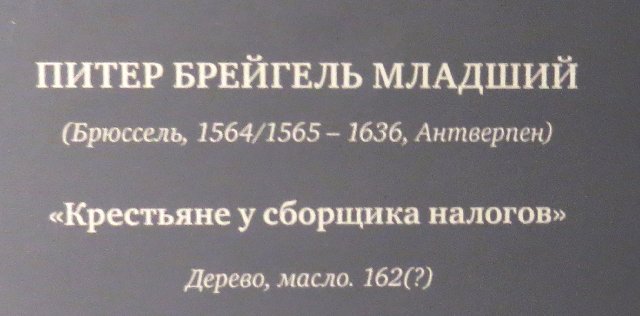 ПИТЕР БРЕЙГЕЛЬ МЛАДШИЙ
(Брюссель, 1564/1565 – 1636, Антверпен)
«Крестьяне у сборщика налогов»
Дерево, масло. 162(?)